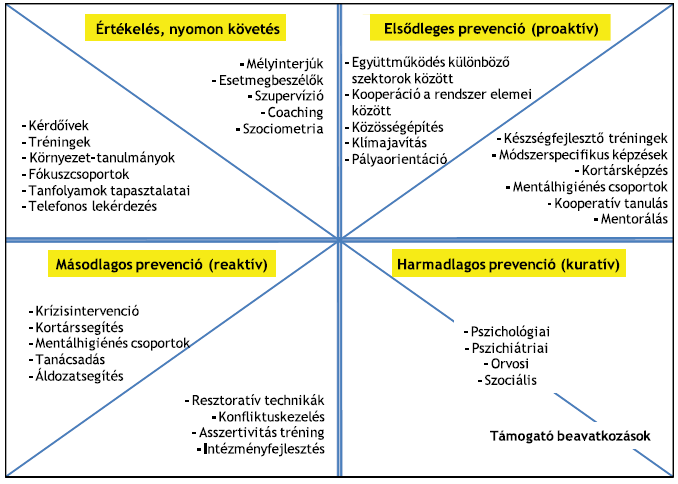 Értékelés, nyomon követés
- Mélyinterjúk
- Esetmegbeszélők
- Szupervízió
- Coaching
- Szociometria
- Kérdőívek
- Tréningek
- Környezet-tanulmányok
- Fókuszcsoportok
- Tanfolyamok tapasztalatai
- Telefonos lekérdezés
Elsődleges prevenció (proaktív)
- Együttműködés különböző
szektorok között
- Kooperáció a rendszer elemei
között
- Közösségépítés
- Klímajavítás
- Pályaorientáció
- Készségfejlesztő tréningek
- Módszerspecifikus képzések
- Kortársképzés
- Mentálhigiénés csoportok
- Kooperatív tanulás
- Mentorálás
Másodlagos prevenció (reaktív)
- Krízisintervenció
- Kortárssegítés
- Mentálhigiénés csoportok
- Tanácsadás
- Áldozatsegítés
- Resztoratív technikák
- Konfliktuskezelés
- Asszertivitás tréning
- Intézményfejlesztés
Harmadlagos prevenció (kuratív)
- Pszichológiai
- Pszichiátriai
- Orvosi
- Szociális
Támogató beavatkozások